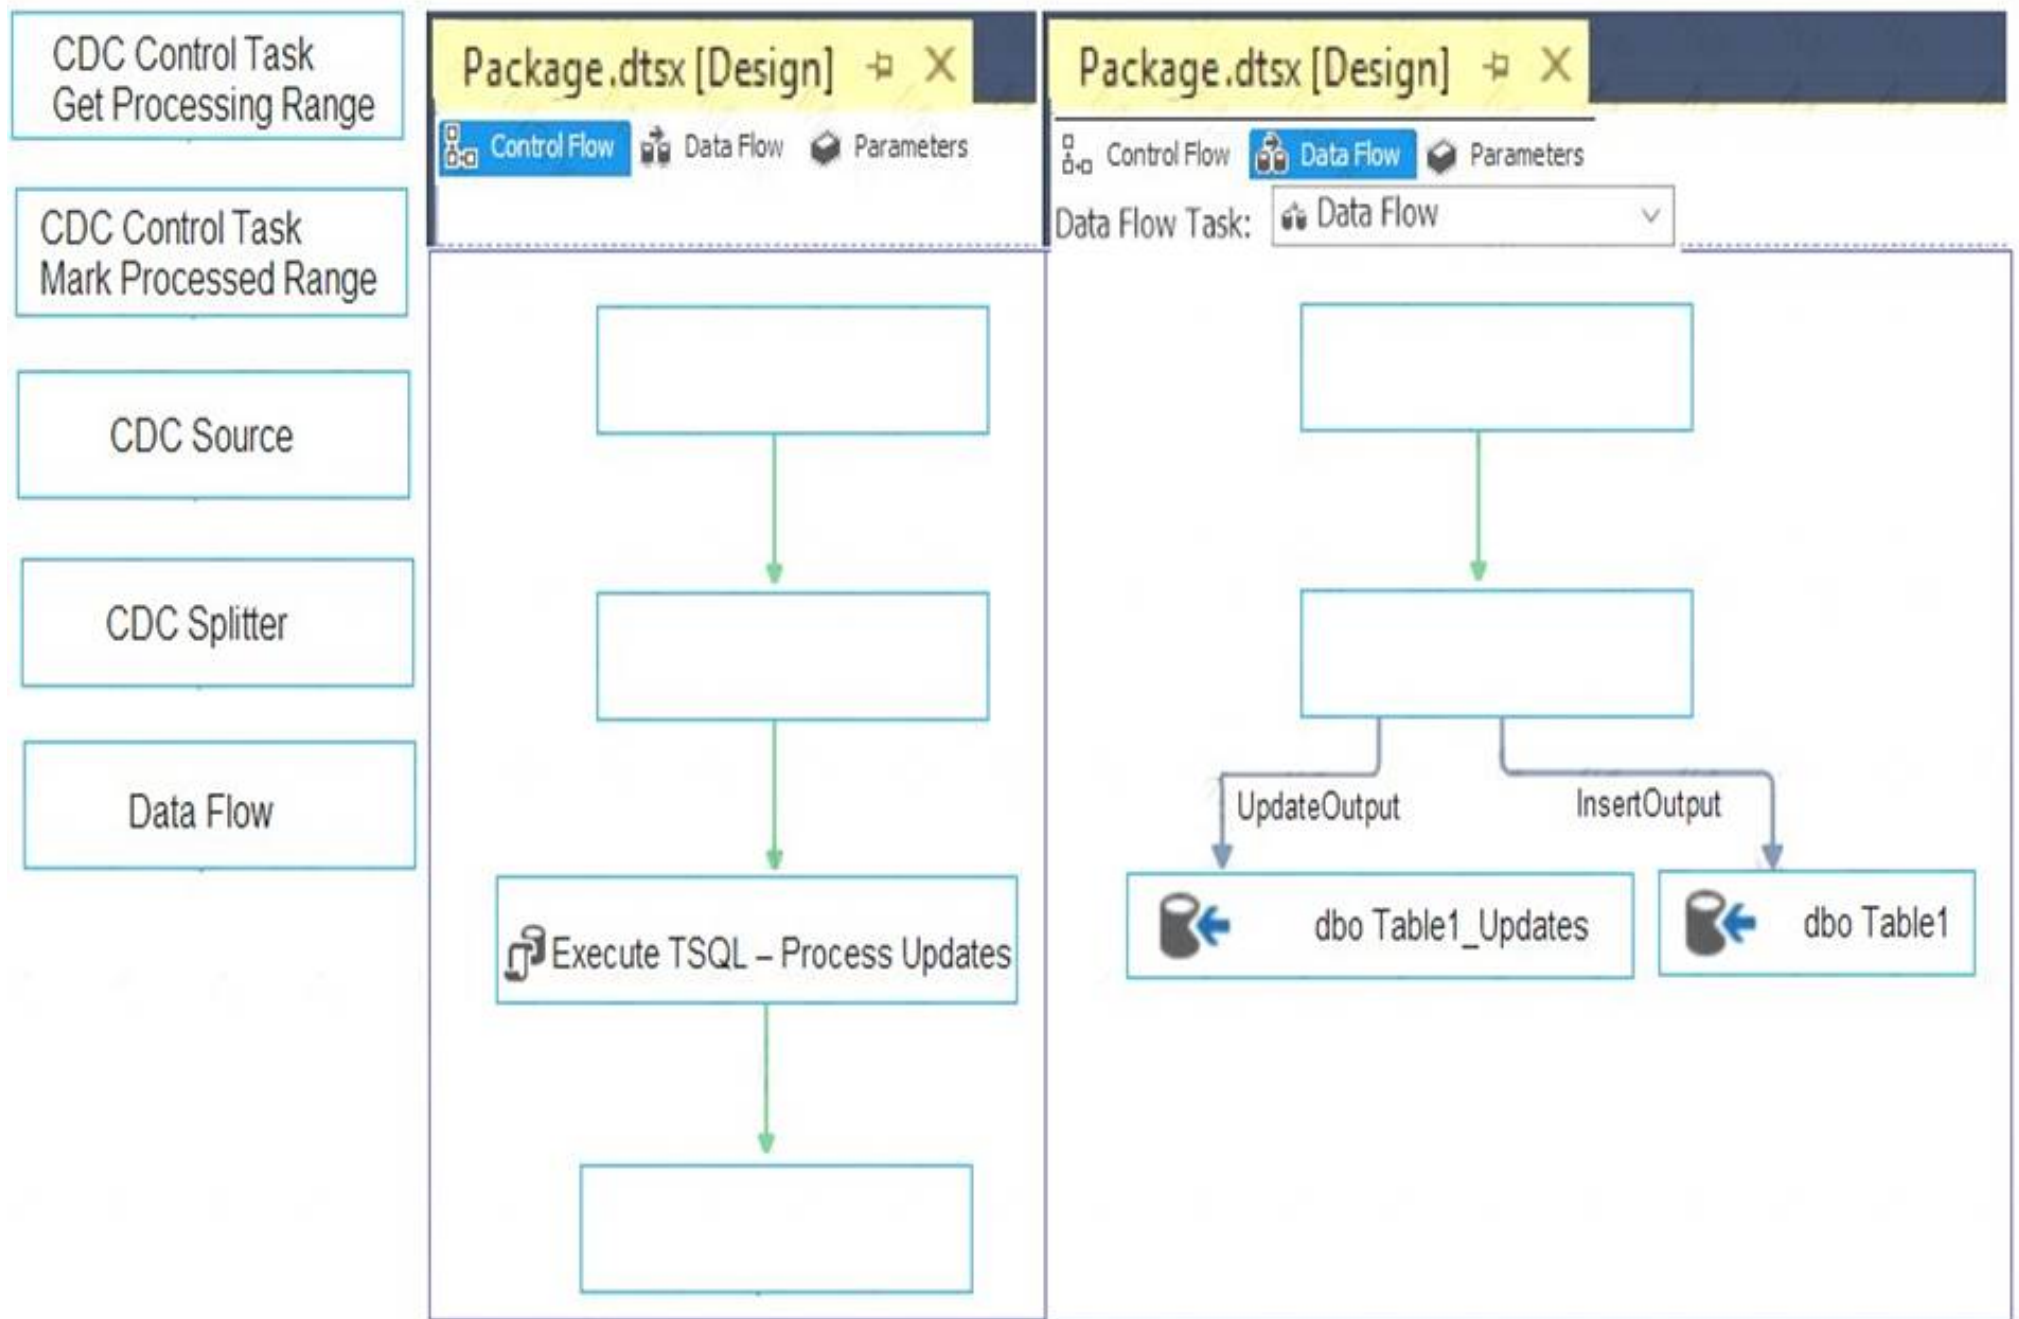 CDC Control Task
Get Processing Range
CDC Control Task
Mark Processed Range
CDC Source
CDC Splitter
Data Flow
Package.dtsx [Design]
Control Flow
Data Flow
Parameters
Execute TSQL – Process Updates
Package.dtsx [Design]
Control Flow
Data Flow
Parameters
Data Flow Task:
Data Flow
UpdateOutput
InsertOutput
dbo Table1_Updates
dbo Table1